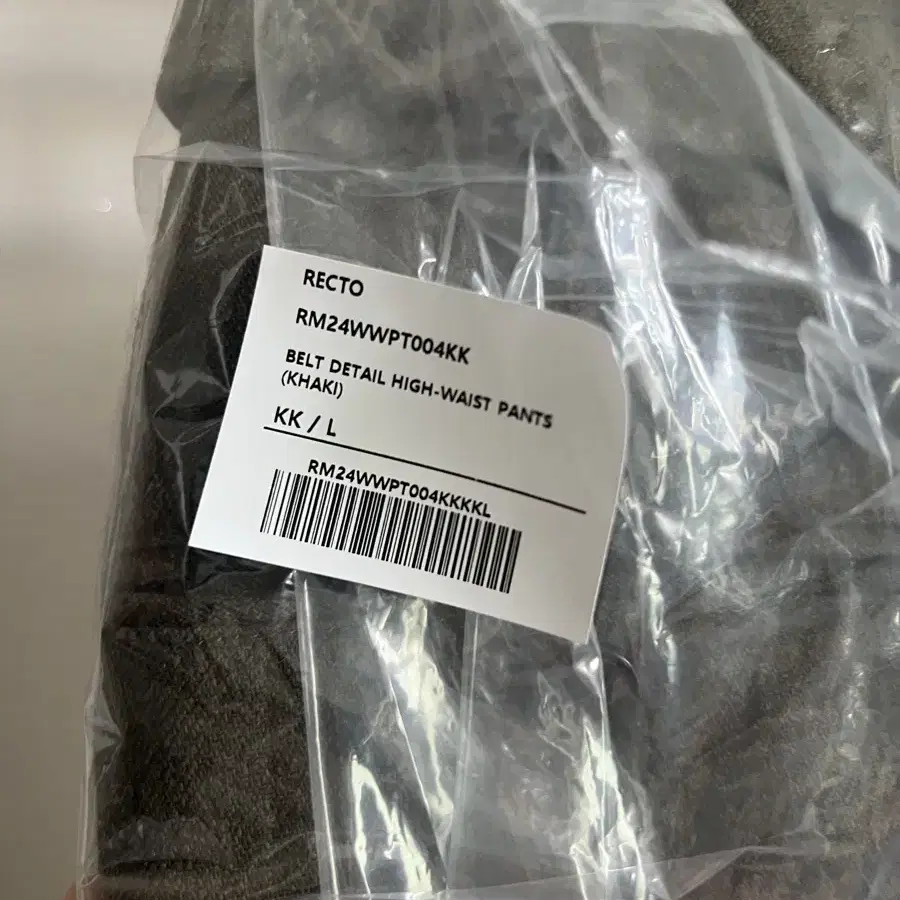 RECTO
RM24WWPT004KK
BELT DETAIL HIGH-WAIST PANTS
(KHAKI)
KK / L
RM24WWPT004KKKKL